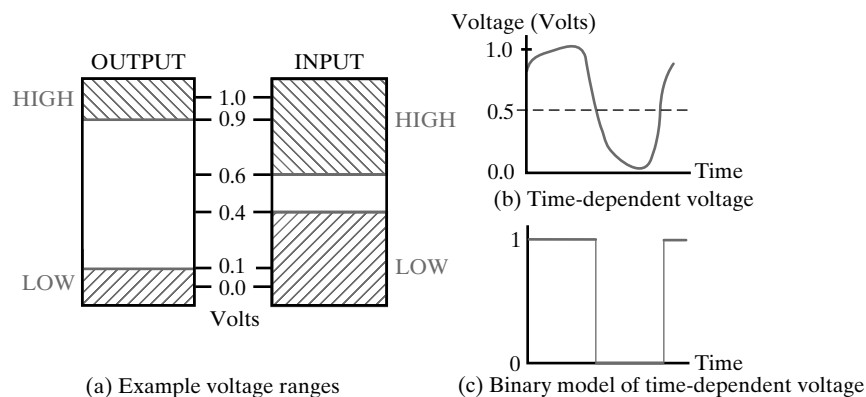 OUTPUT
INPUT
HIGH
1.0
0.9
HIGH
0.6
0.4
LOW
0.1
0.0
LOW
Volts
(a) Example voltage ranges
Voltage (Volts)
1.0
0.5
0.0
Time
(b) Time-dependent voltage
1
0
Time
(c) Binary model of time-dependent voltage